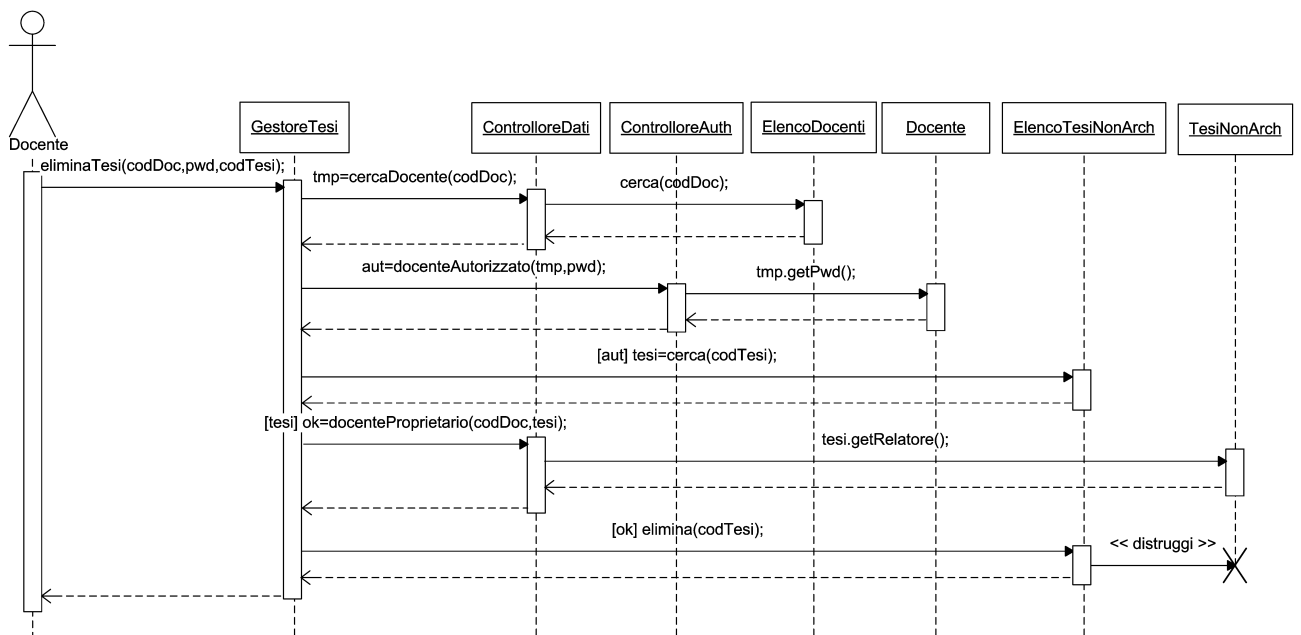 Docente
GestoreTesi
ControlloreDati
ControlloreAuth
ElencoDocenti
Docente
ElencoTesiNonArch
TesiNonArch
eliminaTesi(codDoc,pwd,codTesi);
tmp=cercaDocente(codDoc);
cerca(codDoc);
aut=docenteAutorizzato(tmp,pwd);
tmp.getPwd();
[aut] tesi=cerca(codTesi);
[tesi] ok=docenteProprietario(codDoc,tesi);
tesi.getRelatore();
[ok] elimina(codTesi);
<< distruggi >>